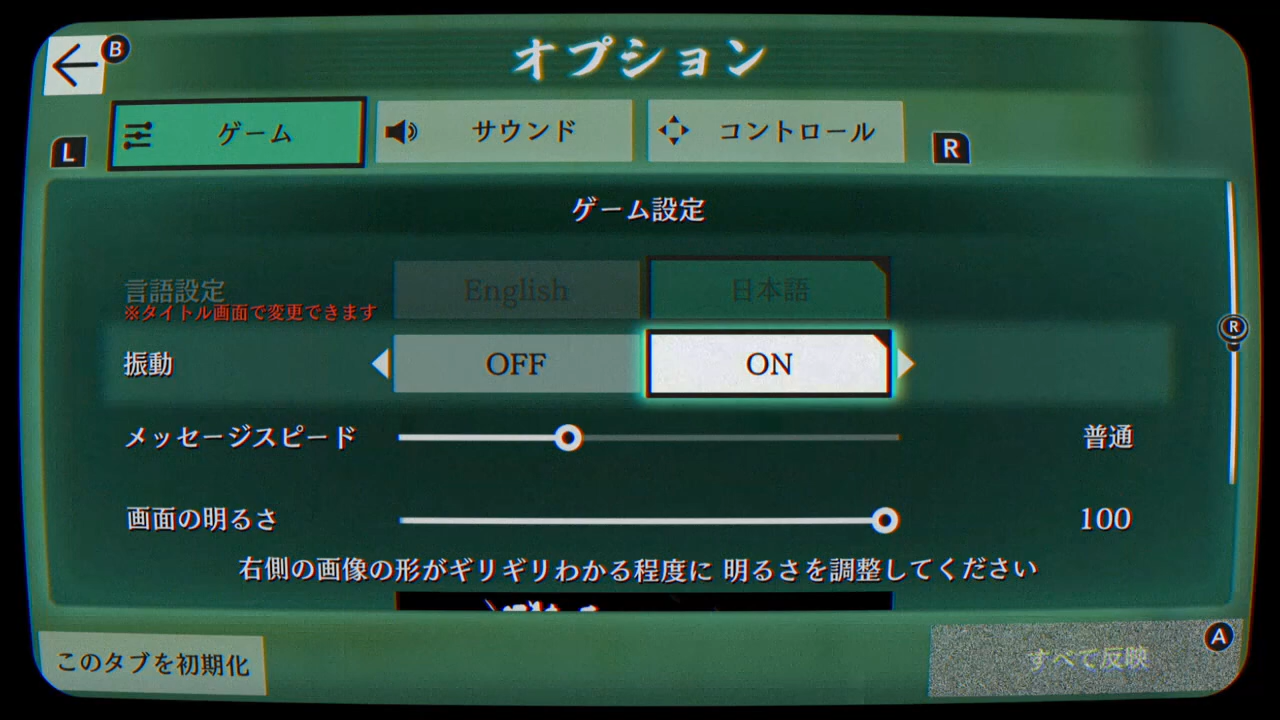 B
オプション
L
ゲーム
サウンド
コントロール
R
ゲーム設定
言語設定
English
日本語
※タイトル画面で変更できます
R
振動
OFF
ON
メッセージスピード
普通
画面の明るさ
100
右側の画像の形がギリギリわかる程度に 明るさを調整してください
このタブを初期化
すべて反映
A